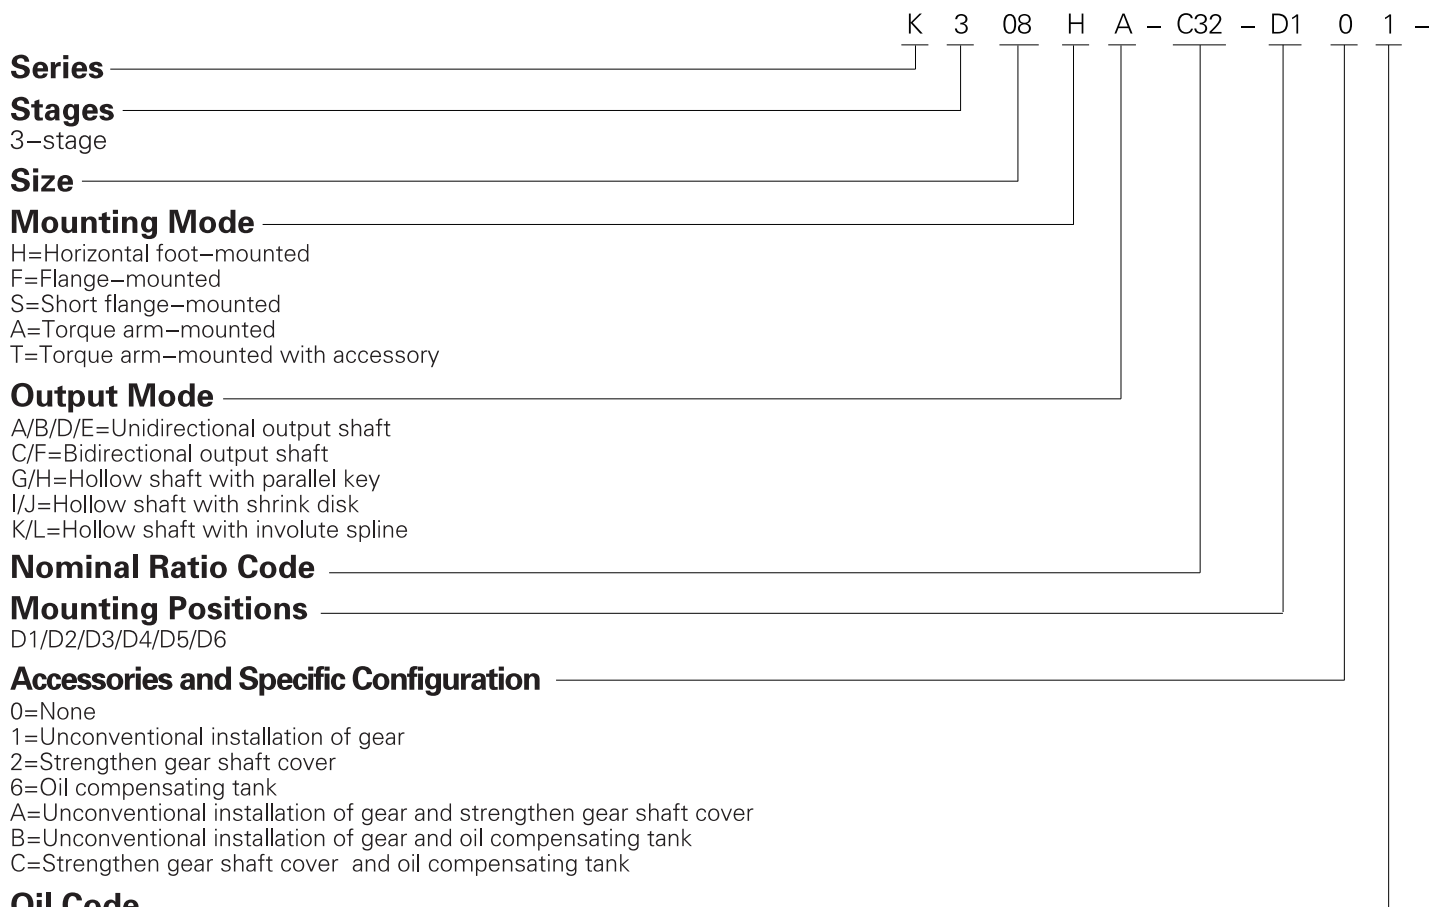 K 3 08 H A – C32 – D1 0 1 –
Series
Stages
3–stage
Size
Mounting Mode
H=Horizontal foot–mounted
F=Flange–mounted
S=Short flange–mounted
A=Torque arm–mounted
T=Torque arm–mounted with accessory
Output Mode
A/B/D/E=Unidirectional output shaft
C/F=Bidirectional output shaft
G/H=Hollow shaft with parallel key
I/J=Hollow shaft with shrink disk
K/L=Hollow shaft with involute spline
Nominal Ratio Code
Mounting Positions
D1/D2/D3/D4/D5/D6
Accessories and Specific Configuration
0=None
1=Unconventional installation of gear
2=Strengthen gear shaft cover
6=Oil compensating tank
A=Unconventional installation of gear and strengthen gear shaft cover
B=Unconventional installation of gear and oil compensating tank
C=Strengthen gear shaft cover and oil compensating tank
Oil Code